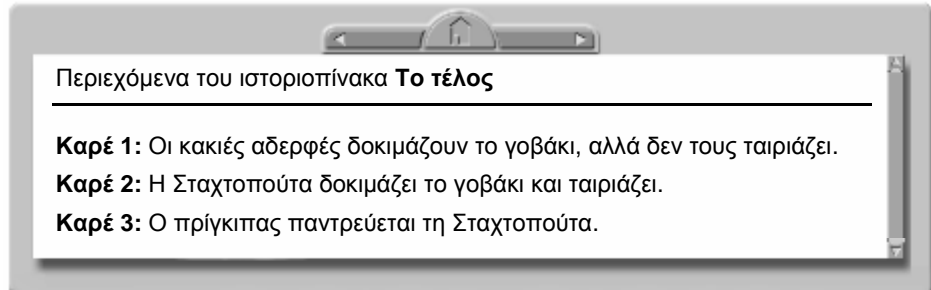 Περιεχόμενα του ιστοριοπίνακα Το τέλος
Καρέ 1: Οι κακιές αδερφές δοκιμάζουν το γοβάκι, αλλά δεν τους ταιριάζει.
Καρέ 2: Η Σταχτοπούτα δοκιμάζει το γοβάκι και ταιριάζει.
Καρέ 3: Ο πρίγκιπας παντρεύεται τη Σταχτοπούτα.